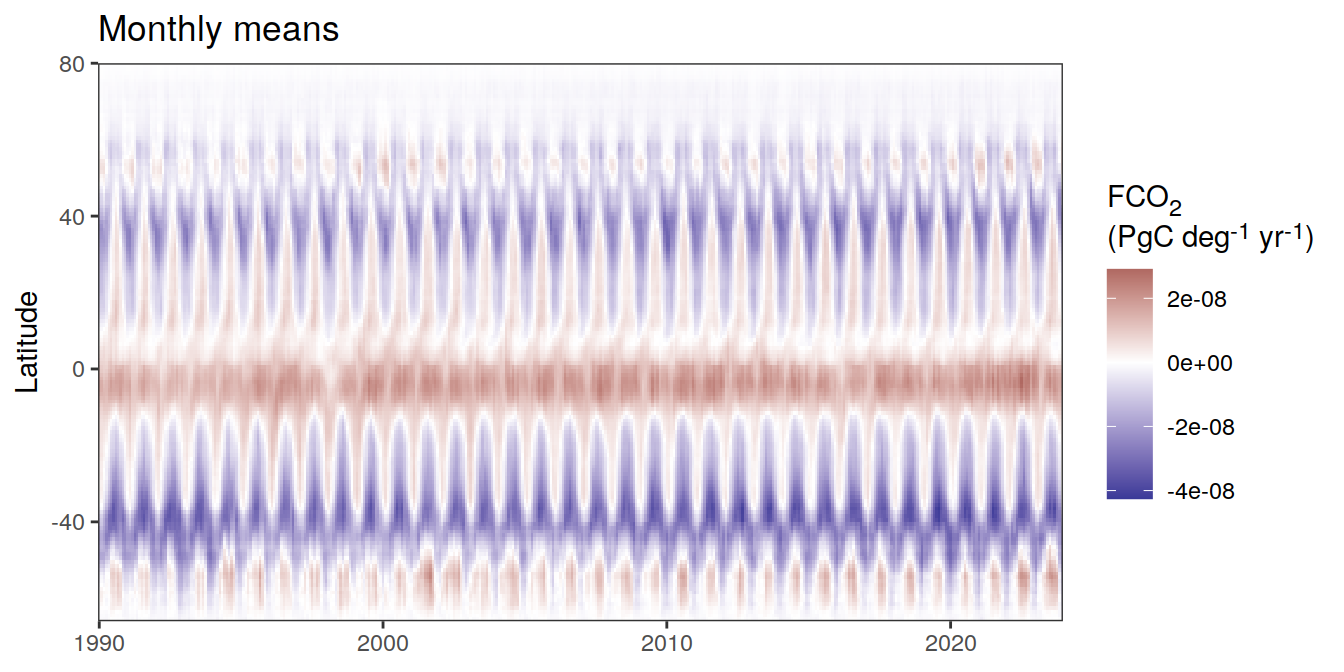 Monthly means
80
40
0
-40
Latitude
1990
2000
2010
2020
FCO₂
(PgC deg⁻¹ yr⁻¹)
2e-08
0e+00
-2e-08
-4e-08